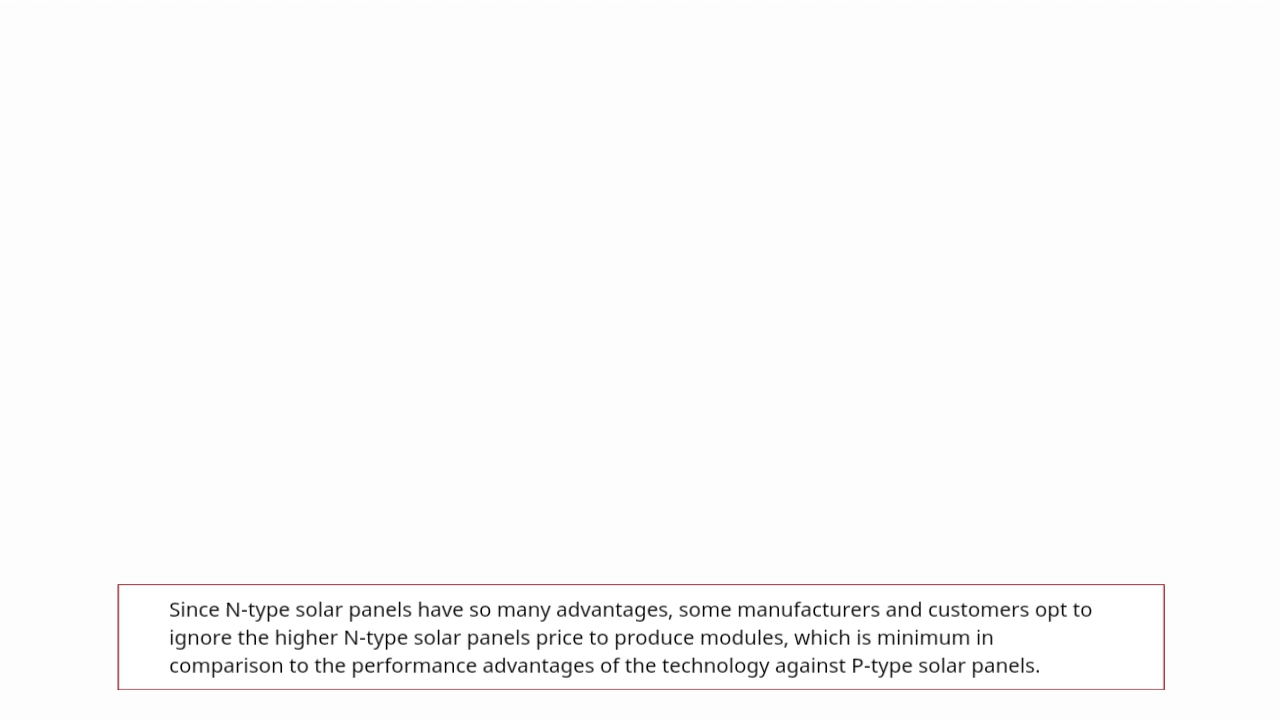 Since N-type solar panels have so many advantages, some manufacturers and customers opt to
ignore the higher N-type solar panels price to produce modules, which is minimum in
comparison to the performance advantages of the technology against P-type solar panels.